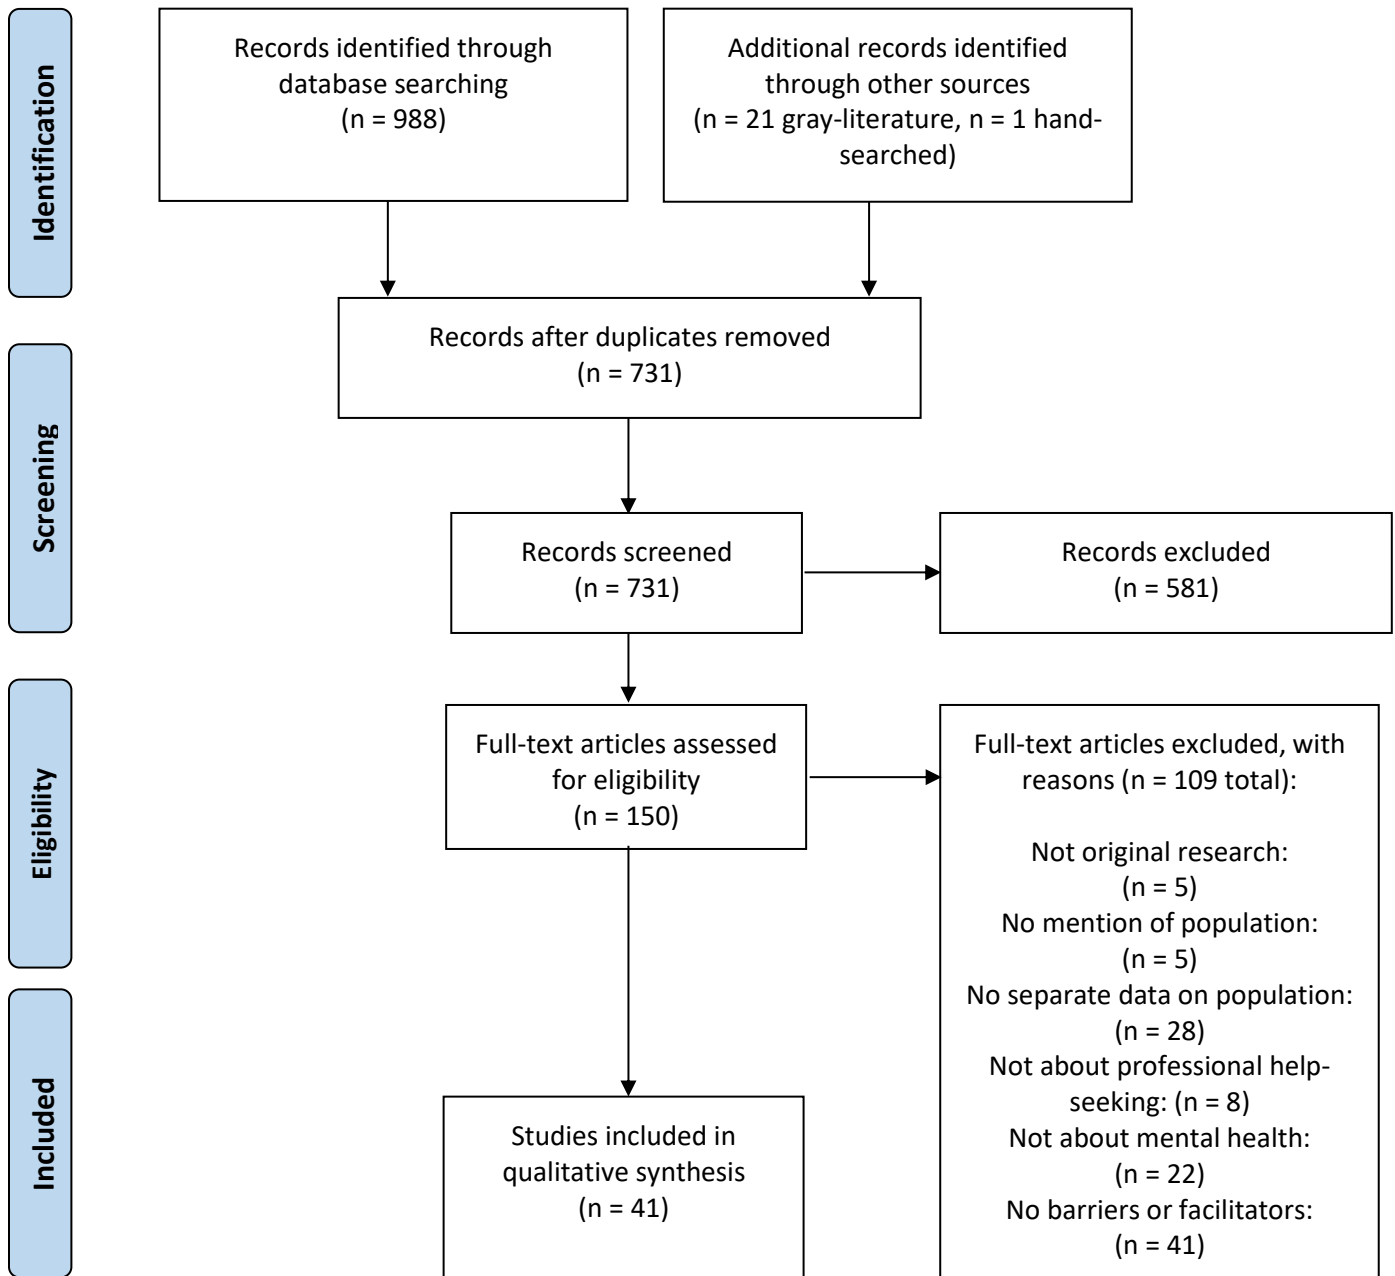 Identification
Records identified through
database searching
(n = 988)
Additional records identified
through other sources
(n = 21 gray-literature, n = 1 hand-
searched)
Screening
Records after duplicates removed
(n = 731)
Records screened
(n = 731)
Records excluded
(n = 581)
Eligibility
Full-text articles assessed
for eligibility
(n = 150)
Full-text articles excluded, with
reasons (n = 109 total):
Not original research:
(n = 5)
No mention of population:
(n = 5)
No separate data on population:
(n = 28)
Not about professional help-
seeking: (n = 8)
Not about mental health:
(n = 22)
No barriers or facilitators:
(n = 41)
Included
Studies included in
qualitative synthesis
(n = 41)